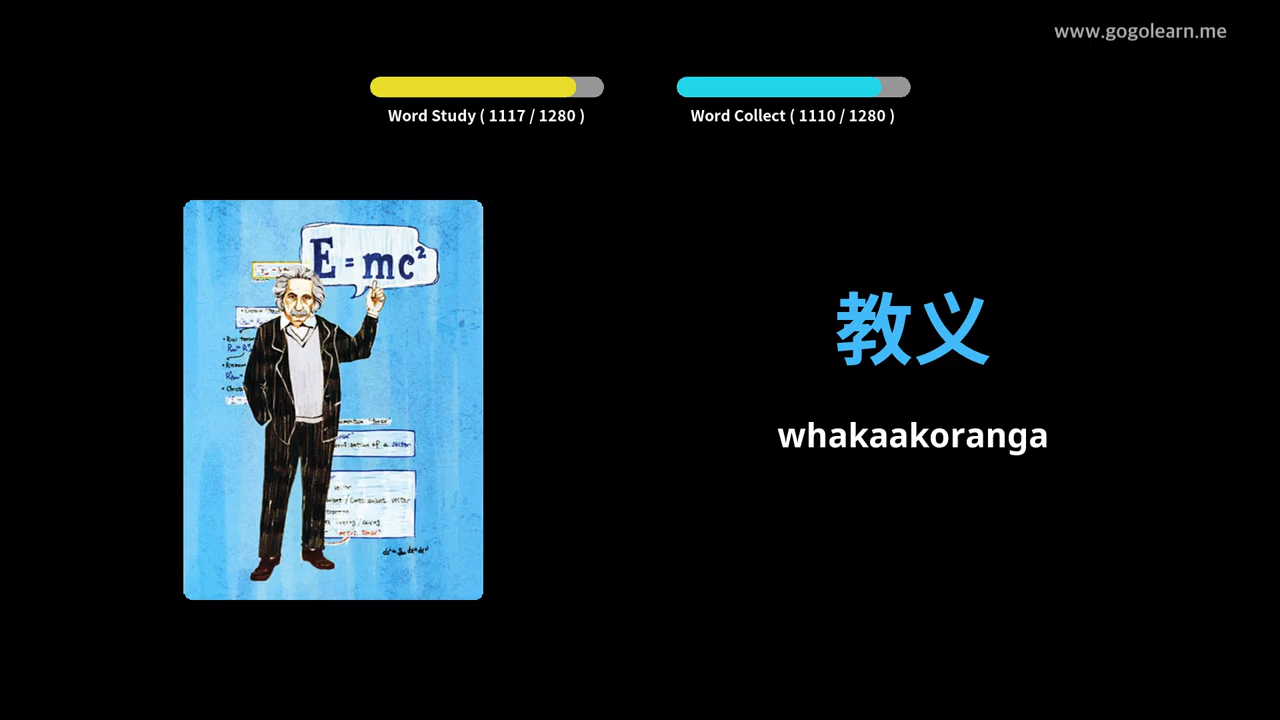 www.gogolearn.me
Word Study ( 1117 / 1280 )
Word Collect ( 1110 / 1280 )
E = mc²
教义
whakaakoranga